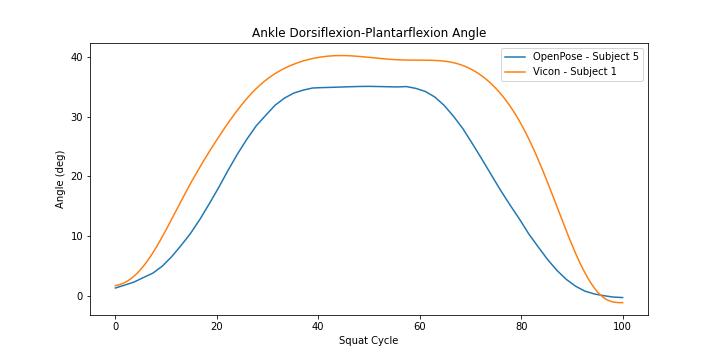 Ankle Dorsiflexion-Plantarflexion Angle
OpenPose - Subject 5
Vicon - Subject 1
Angle (deg)
40
30
20
10
0
0
20
40
60
80
100
Squat Cycle